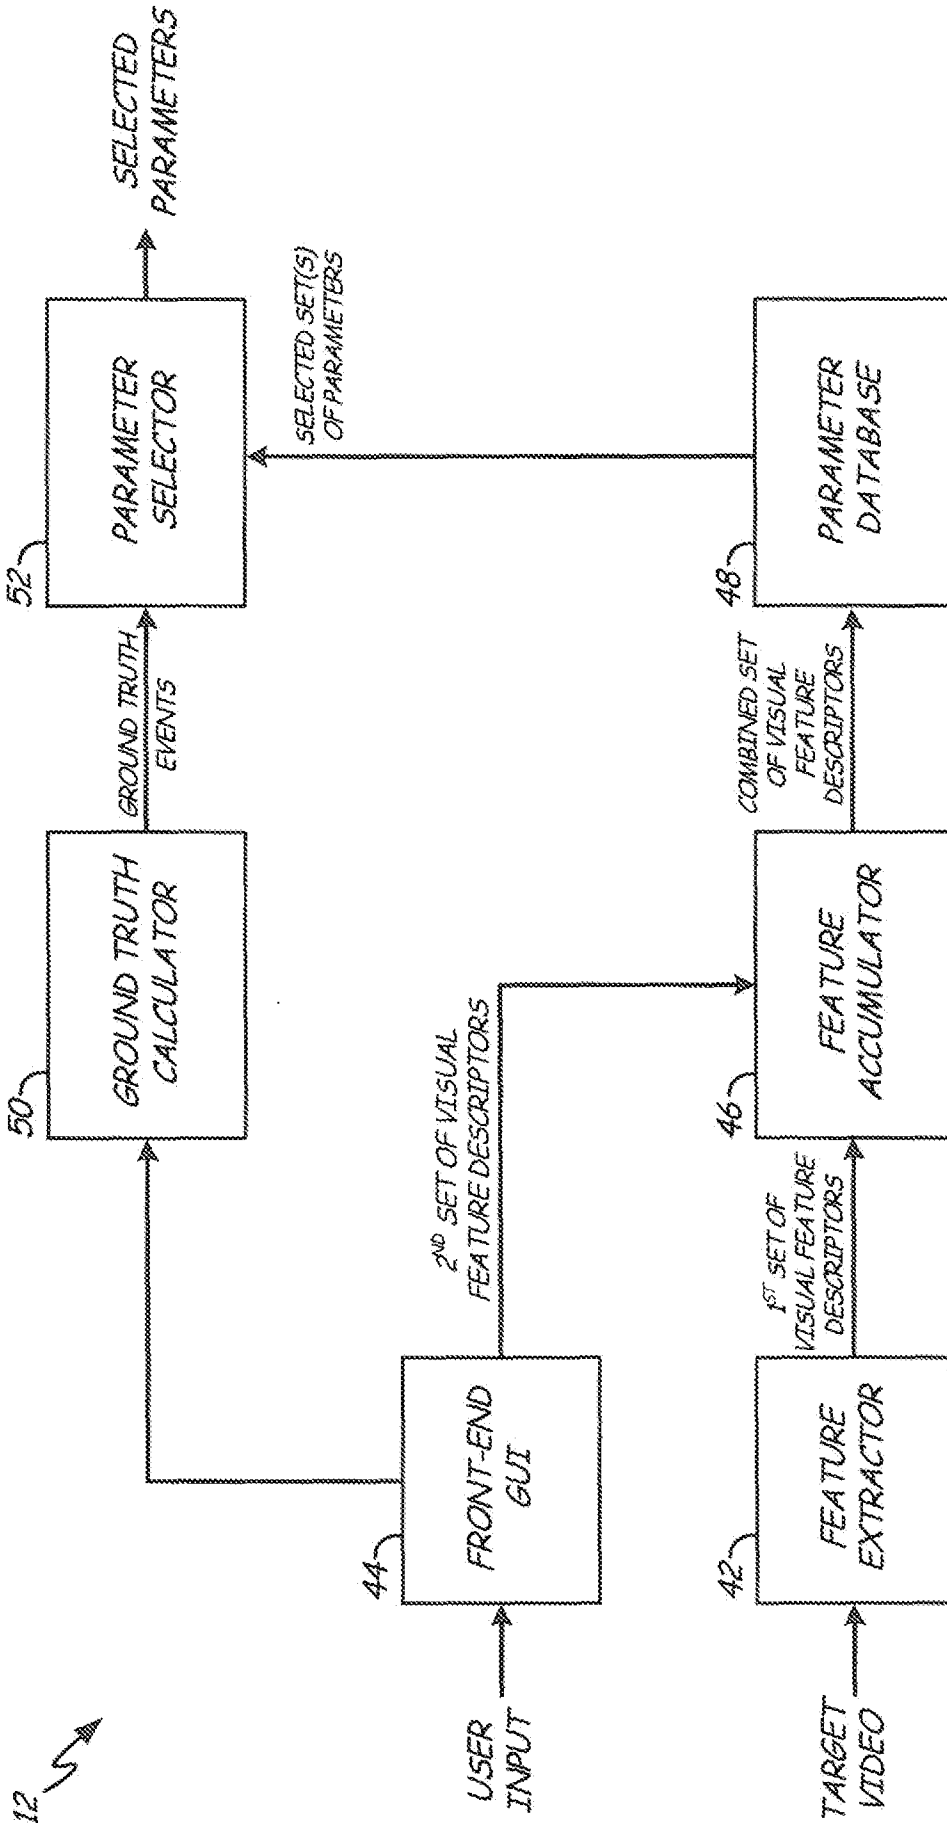 12
USER
INPUT
TARGET
VIDEO
44
FRONT-END
GUI
42
FEATURE
EXTRACTOR
2ND SET OF VISUAL
FEATURE DESCRIPTORS
1ST SET OF
VISUAL FEATURE
DESCRIPTORS
50
GROUND TRUTH
CALCULATOR
46
FEATURE
ACCUMULATOR
GROUND TRUTH
EVENTS
COMBINED SET
OF VISUAL
FEATURE
DESCRIPTORS
52
PARAMETER
SELECTOR
48
PARAMETER
DATABASE
SELECTED SET(S)
OF PARAMETERS
SELECTED
PARAMETERS